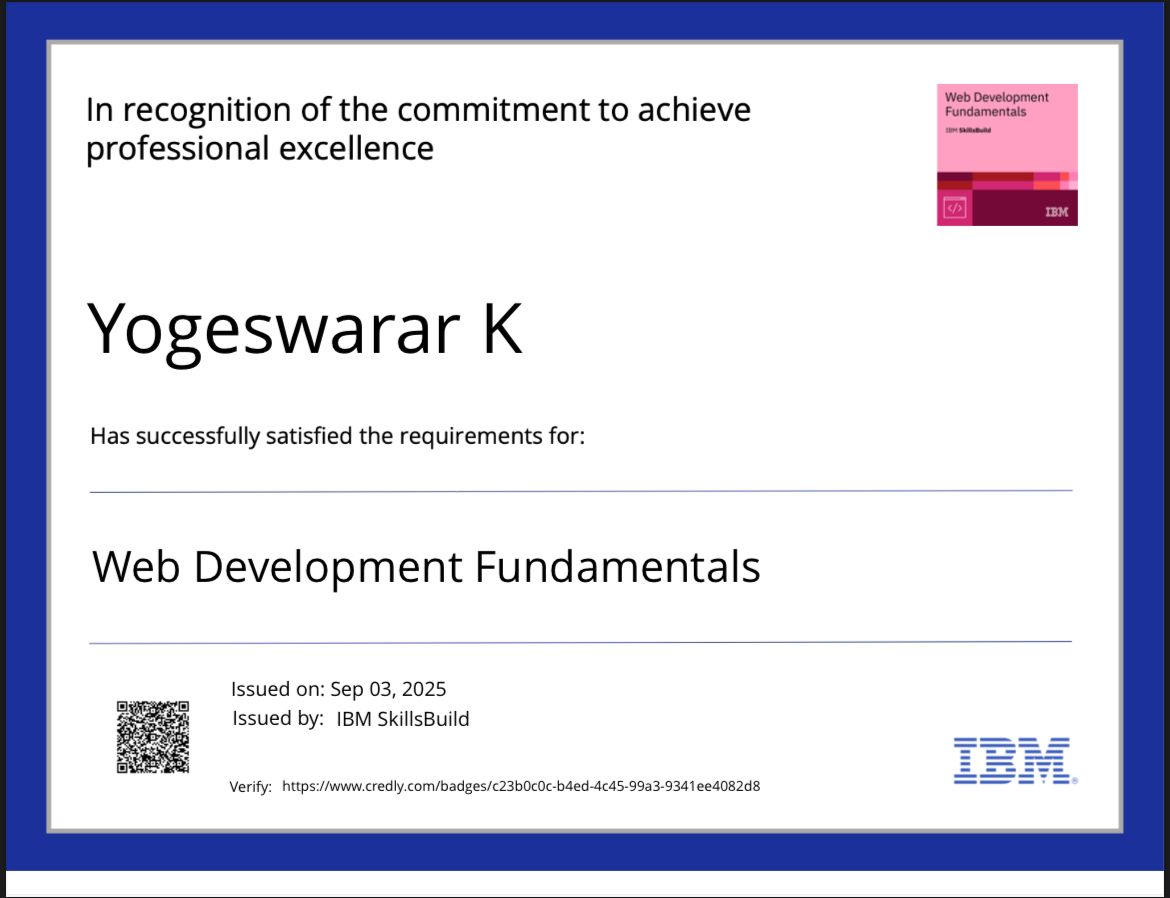 In recognition of the commitment to achieve
professional excellence
Web Development
Fundamentals
IBM SkillsBuild
</>
IBM
Yogeswarar K
Has successfully satisfied the requirements for:
Web Development Fundamentals
Issued on: Sep 03, 2025
Issued by: IBM SkillsBuild
Verify: https://www.credly.com/badges/c23b0c0c-b4ed-4c45-99a3-9341ee4082d8
IBM®